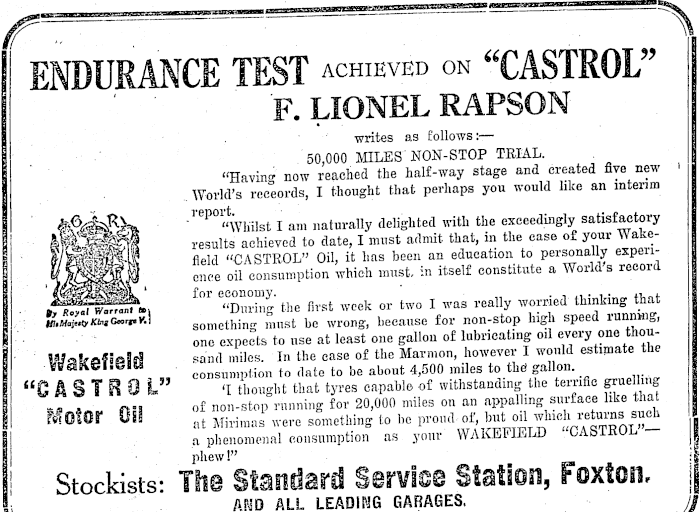 ENDURANCE TEST ACHIEVED ON "CASTROL"
F. LIONEL RAPSON
writes as follows:—
50,000 MILES NON-STOP TRIAL.
"Having now reached the half-way stage and created five new
World's receords, I thought that perhaps you would like an interim
report.
"Whilst I am naturally delighted with the exceedingly satisfactory
results achieved to date, I must admit that, in the case of your Wake-
field "CASTROL" Oil, it has been an education to personally experi-
ence oil consumption which must, in itself constitute a World's record
for economy.
"During the first week or two I was really worried thinking that
something must be wrong, because for non-stop high speed running,
one expects to use at least one gallon of lubricating oil every one thou-
sand miles. In the case of the Marmon, however I would estimate the
consumption to date to be about 4,500 miles to the gallon.
'I thought that tyres capable of withstanding the terrific gruelling
of non-stop running for 20,000 miles on an appalling surface like that
at Mirimas were something to be proud of, but oil which returns such
a phenomenal consumption as your WAKEFIELD "CASTROL"—
phew!"
G R
By Royal Warrant to
His Majesty King George V.
Wakefield
"CASTROL"
Motor Oil
Stockists: The Standard Service Station, Foxton.
AND ALL LEADING GARAGES.